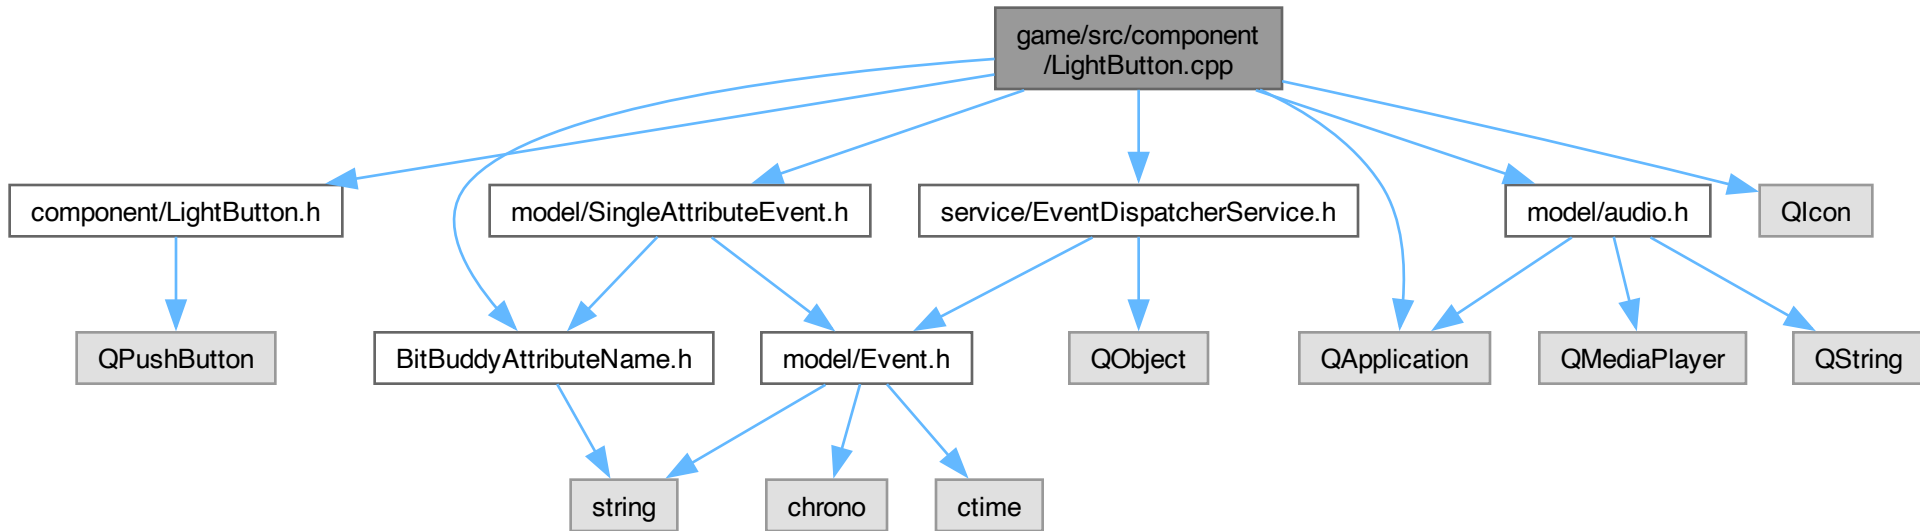 game/src/component
/LightButton.cpp
component/LightButton.h
model/SingleAttributeEvent.h
service/EventDispatcherService.h
model/audio.h
QIcon
QPushButton
BitBuddyAttributeName.h
model/Event.h
QObject
QApplication
QMediaPlayer
QString
string
chrono
ctime